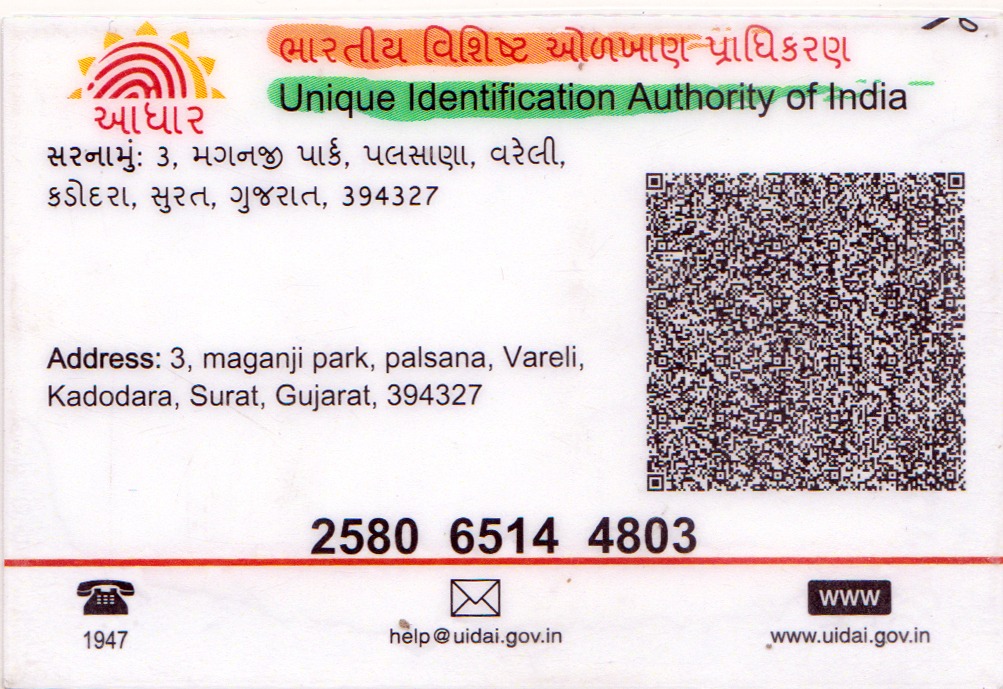 ભારતીય વિશિષ્ટ ઓળખાણ પ્રાધિકરણ
Unique Identification Authority of India
આધાર
સરનામું: 3, મગનજી પાર્ક, પલસાણા, વરેલી,
કડોદરા, સુરત, ગુજરાત, 394327
Address: 3, maganji park, palsana, Vareli,
Kadodara, Surat, Gujarat, 394327
2580 6514 4803
WWW
1947
help@uidai.gov.in
www.uidai.gov.in